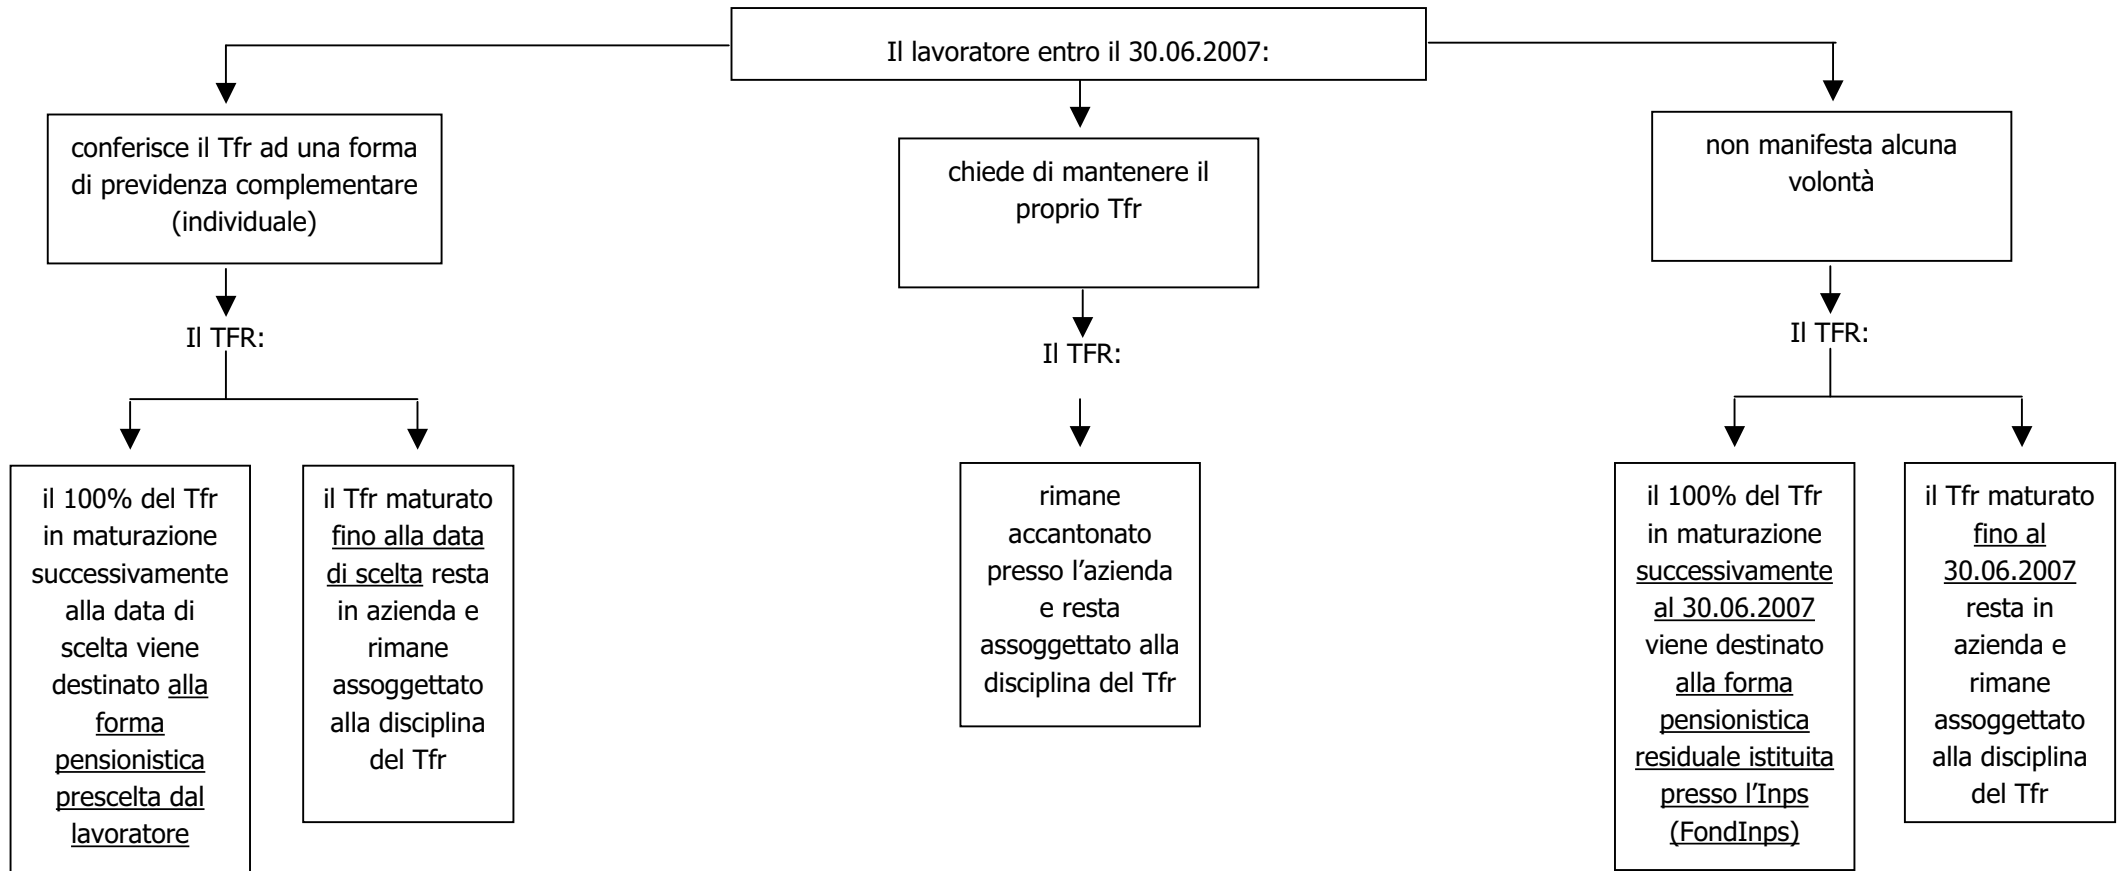 Il lavoratore entro il 30.06.2007:
conferisce il Tfr ad una forma
di previdenza complementare
(individuale)
chiede di mantenere il
proprio Tfr
non manifesta alcuna
volontà
Il TFR:
Il TFR:
Il TFR:
il 100% del Tfr
in maturazione
successivamente
alla data di
scelta viene
destinato alla
forma
pensionistica
prescelta dal
lavoratore
il Tfr maturato
fino alla data
di scelta resta
in azienda e
rimane
assoggettato
alla disciplina
del Tfr
rimane
accantonato
presso l’azienda
e resta
assoggettato alla
disciplina del Tfr
il 100% del Tfr
in maturazione
successivamente
al 30.06.2007
viene destinato
alla forma
pensionistica
residuale istituita
presso l’Inps
(FondInps)
il Tfr maturato
fino al
30.06.2007
resta in
azienda e
rimane
assoggettato
alla disciplina
del Tfr